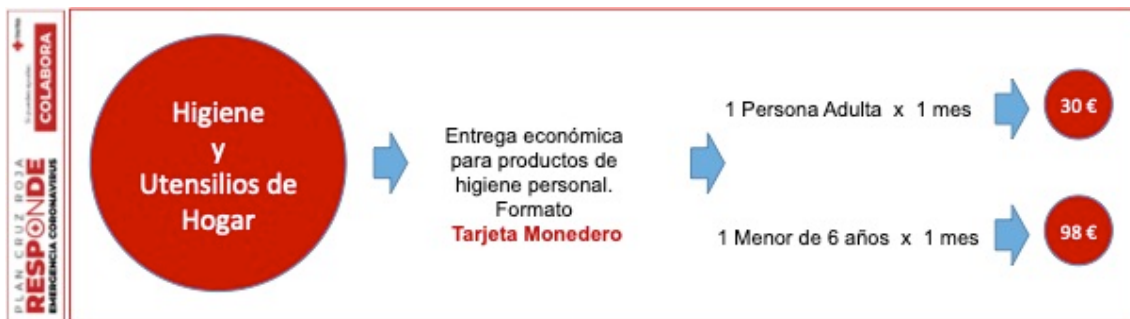 PLAN CRUZ ROJA
RESPONDE
EMERGENCIA CORONAVIRUS
COLABORA
Higiene
y
Utensilios de
Hogar
Entrega económica
para productos de
higiene personal.
Formato
Tarjeta Monedero
1 Persona Adulta x 1 mes
30 €
1 Menor de 6 años x 1 mes
98 €